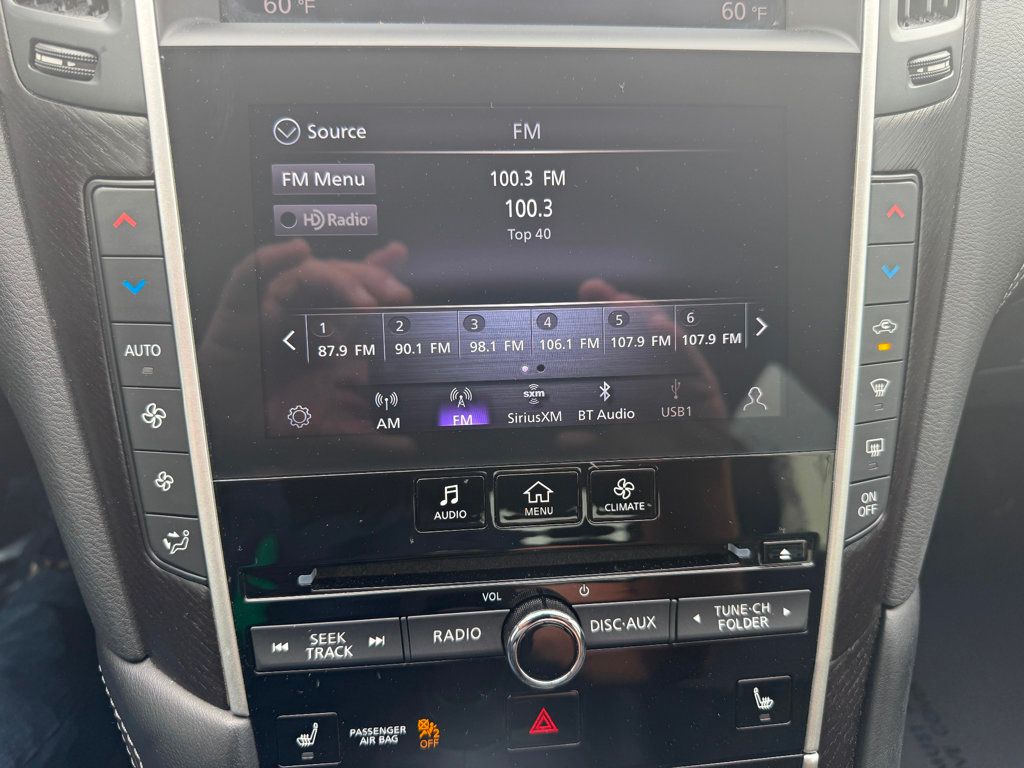 60 °F
60 °F
Source
FM
FM Menu
100.3 FM
HD Radio
100.3
Top 40
1
2
3
4
5
6
87.9 FM
90.1 FM
98.1 FM
106.1 FM
107.9 FM
107.9 FM
AUTO
AM
FM
sxm
SiriusXM
BT Audio
USB1
AUDIO
MENU
CLIMATE
ON
OFF
VOL
SEEK
TRACK
RADIO
DISC·AUX
TUNE·CH
FOLDER
PASSENGER
AIR BAG
2
OFF